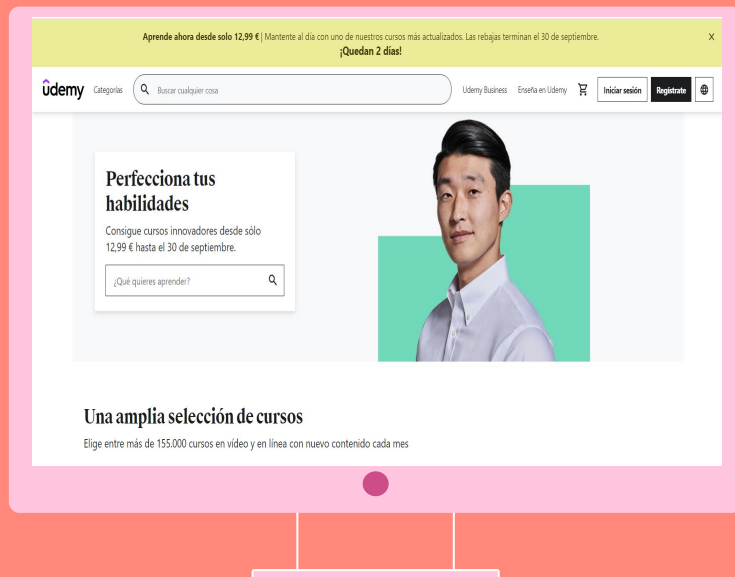 Aprende ahora desde solo 12,99 € | Mantente al día con uno de nuestros cursos más actualizados. Las rebajas terminan el 30 de septiembre.
¡Quedan 2 días!
X
ûdemy Categorías Buscar cualquier cosa Udemy Business Enseña en Udemy Iniciar sesión Regístrate
Perfecciona tus
habilidades
Consigue cursos innovadores desde sólo
12,99 € hasta el 30 de septiembre.
¿Qué quieres aprender?
Una amplia selección de cursos
Elige entre más de 155.000 cursos en vídeo y en línea con nuevo contenido cada mes